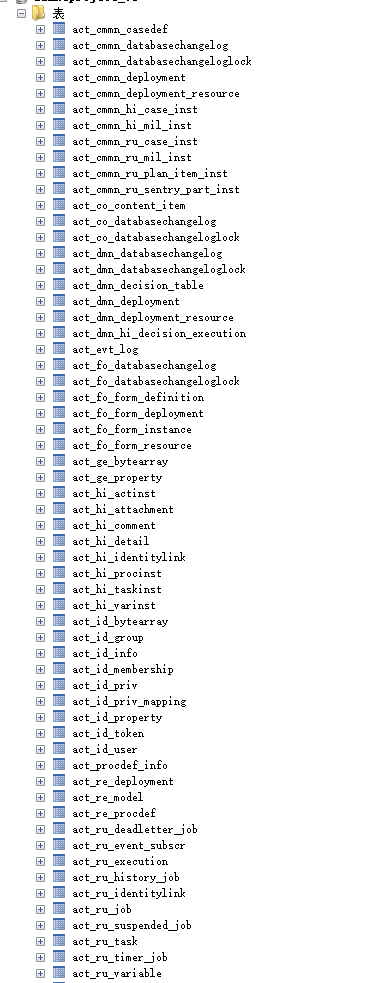 表
act_cmmn_casedef
act_cmmn_databasechangelog
act_cmmn_databasechangeloglock
act_cmmn_deployment
act_cmmn_deployment_resource
act_cmmn_hi_case_inst
act_cmmn_hi_mil_inst
act_cmmn_ru_case_inst
act_cmmn_ru_mil_inst
act_cmmn_ru_plan_item_inst
act_cmmn_ru_sentry_part_inst
act_co_content_item
act_co_databasechangelog
act_co_databasechangeloglock
act_dmn_databasechangelog
act_dmn_databasechangeloglock
act_dmn_decision_table
act_dmn_deployment
act_dmn_deployment_resource
act_dmn_hi_decision_execution
act_evt_log
act_fo_databasechangelog
act_fo_databasechangeloglock
act_fo_form_definition
act_fo_form_deployment
act_fo_form_instance
act_fo_form_resource
act_ge_bytearray
act_ge_property
act_hi_actinst
act_hi_attachment
act_hi_comment
act_hi_detail
act_hi_identitylink
act_hi_procinst
act_hi_taskinst
act_hi_varinst
act_id_bytearray
act_id_group
act_id_info
act_id_membership
act_id_priv
act_id_priv_mapping
act_id_property
act_id_token
act_id_user
act_procdef_info
act_re_deployment
act_re_model
act_re_procdef
act_ru_deadletter_job
act_ru_event_subscr
act_ru_execution
act_ru_history_job
act_ru_identitylink
act_ru_job
act_ru_suspended_job
act_ru_task
act_ru_timer_job
act_ru_variable